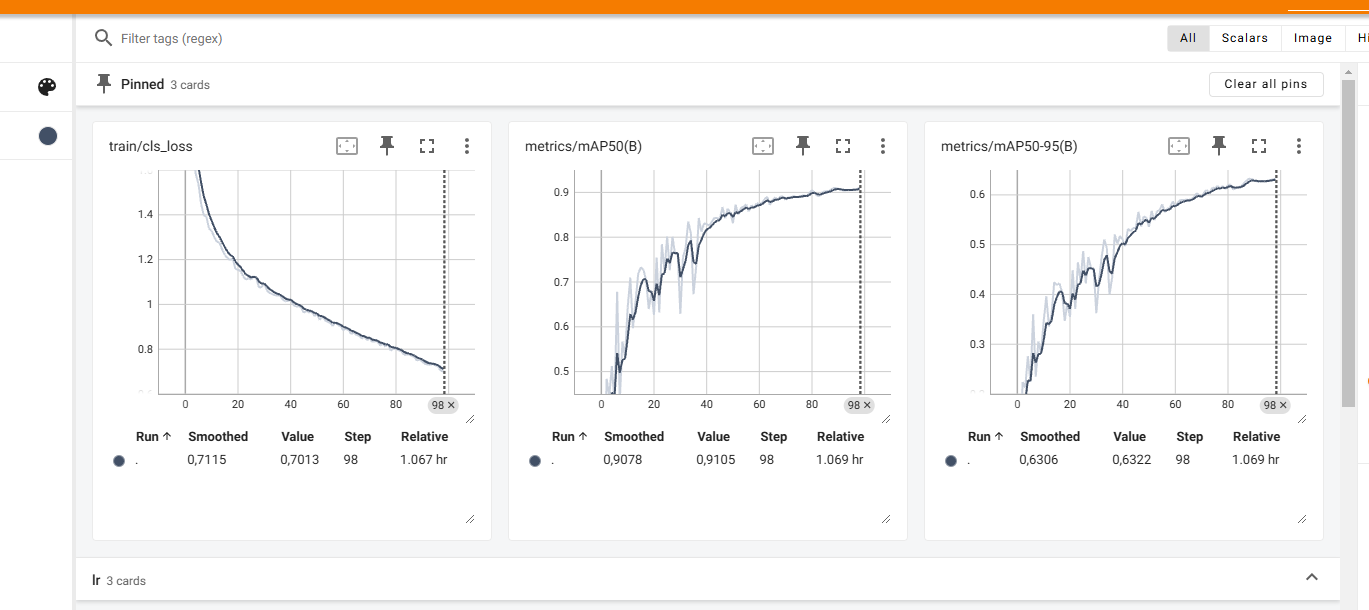 Filter tags (regex)
All Scalars Image Hi
Pinned 3 cards Clear all pins
train/cls_loss
1.4
1.2
1
0.8
0 20 40 60 80 98 ×
Run ↑ Smoothed Value Step Relative
. 0,7115 0,7013 98 1.067 hr
metrics/mAP50(B)
0.9
0.8
0.7
0.6
0.5
0 20 40 60 80 98 ×
Run ↑ Smoothed Value Step Relative
. 0,9078 0,9105 98 1.069 hr
metrics/mAP50-95(B)
0.6
0.5
0.4
0.3
0 20 40 60 80 98 ×
Run ↑ Smoothed Value Step Relative
. 0,6306 0,6322 98 1.069 hr
lr 3 cards